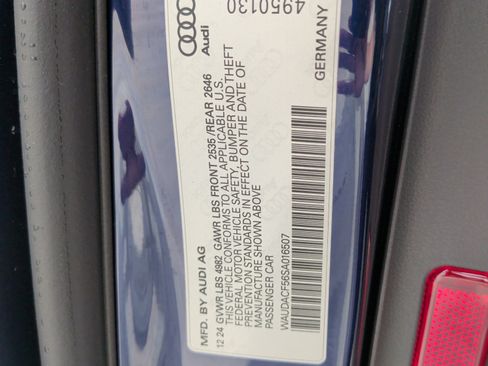 Audi
4950130
MFD. BY AUDI AG
12 24 GVWR LBS 4982 GAWR LBS FRONT 2535 /REAR 2646
THIS VEHICLE CONFORMS TO ALL APPLICABLE U.S.
FEDERAL MOTOR VEHICLE SAFETY, BUMPER AND THEFT
PREVENTION STANDARDS IN EFFECT ON THE DATE OF
MANUFACTURE SHOWN ABOVE
PASSENGER CAR
WAUDACF56SA016507
GERMANY